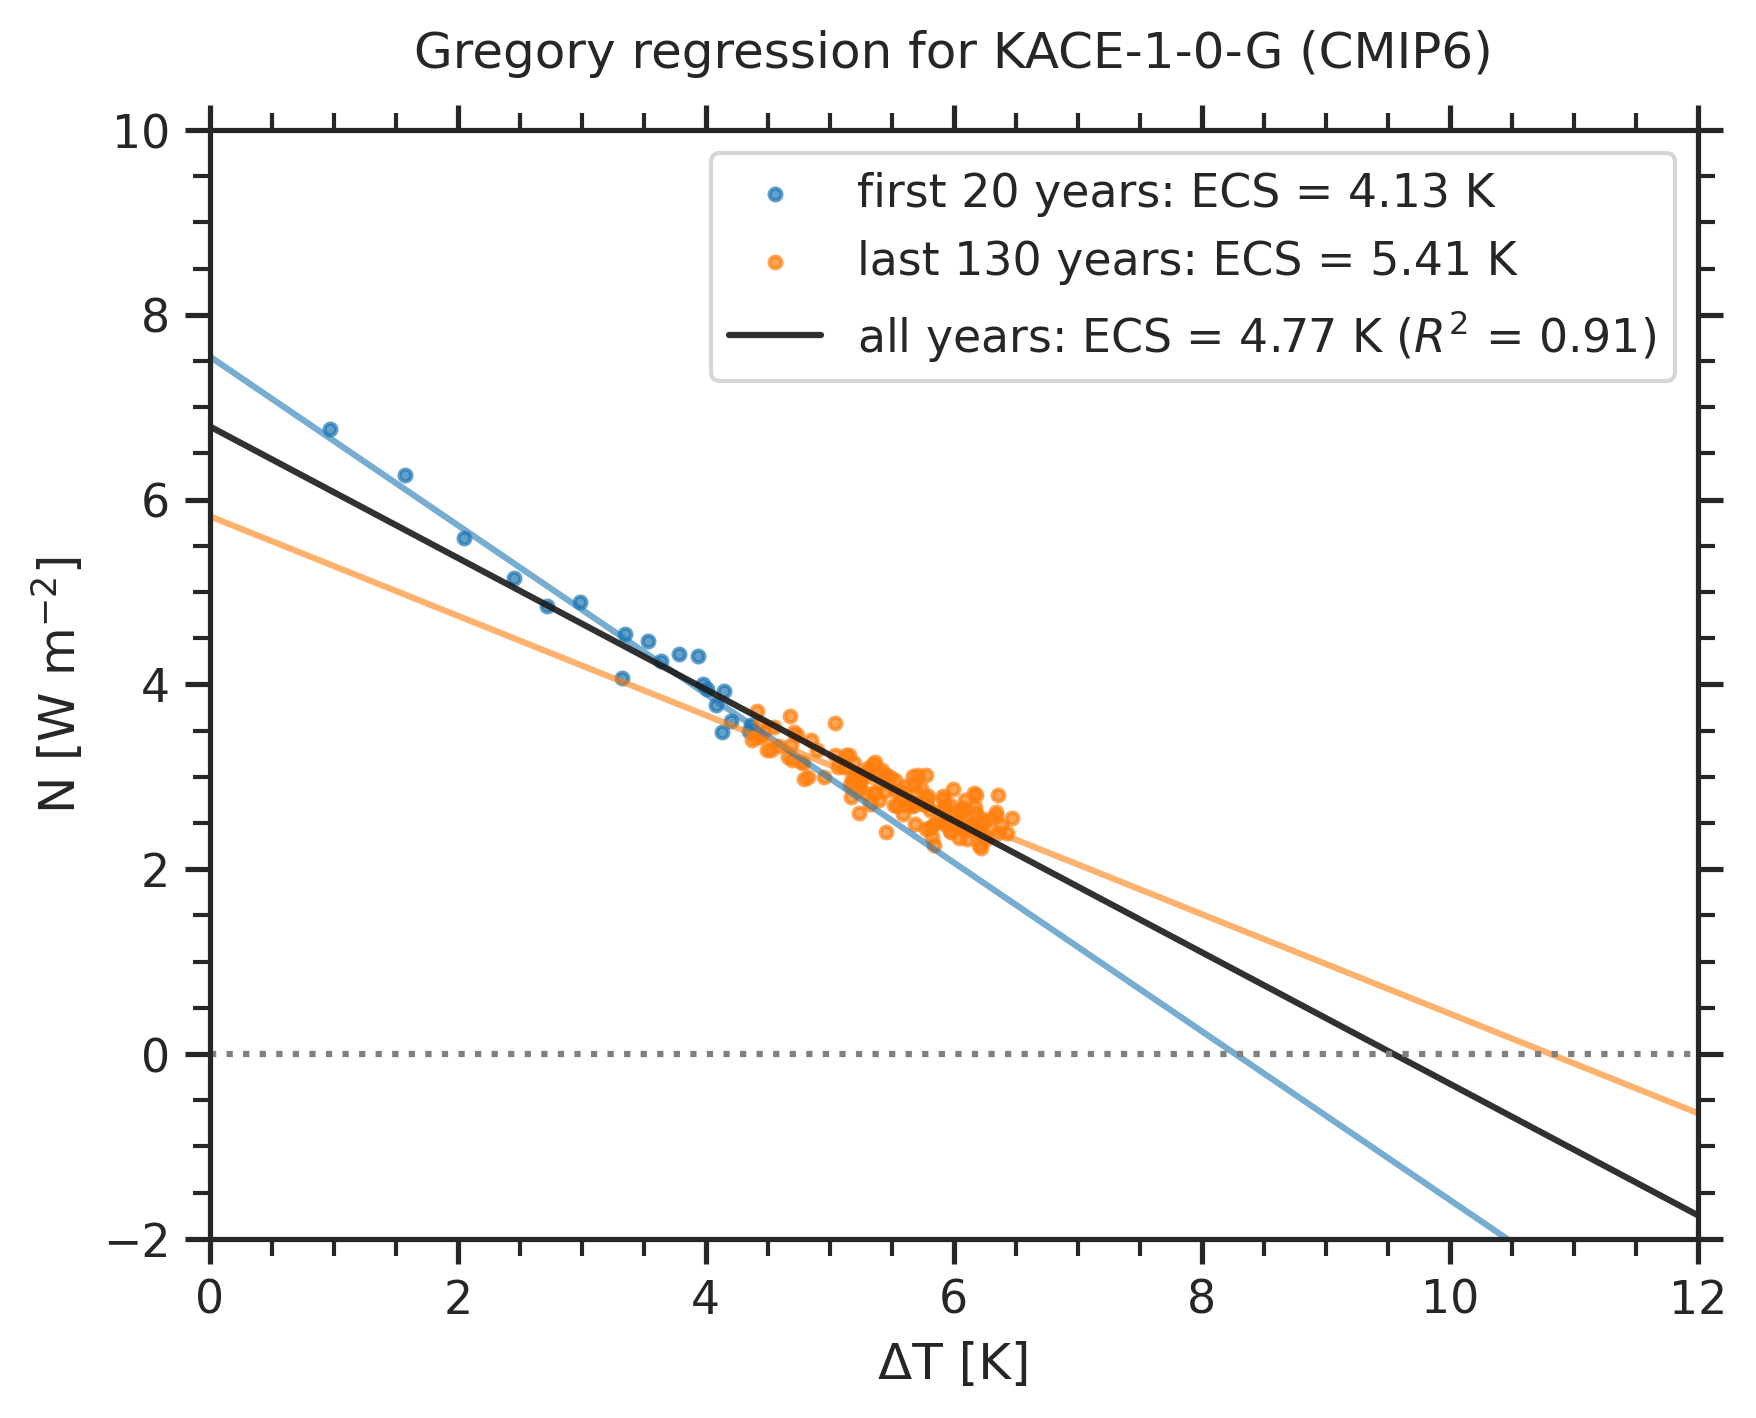 Gregory regression for KACE-1-0-G (CMIP6)
10
8
6
4
2
0
−2
N [W m⁻²]
first 20 years: ECS = 4.13 K
last 130 years: ECS = 5.41 K
all years: ECS = 4.77 K (R² = 0.91)
0 2 4 6 8 10 12
ΔT [K]